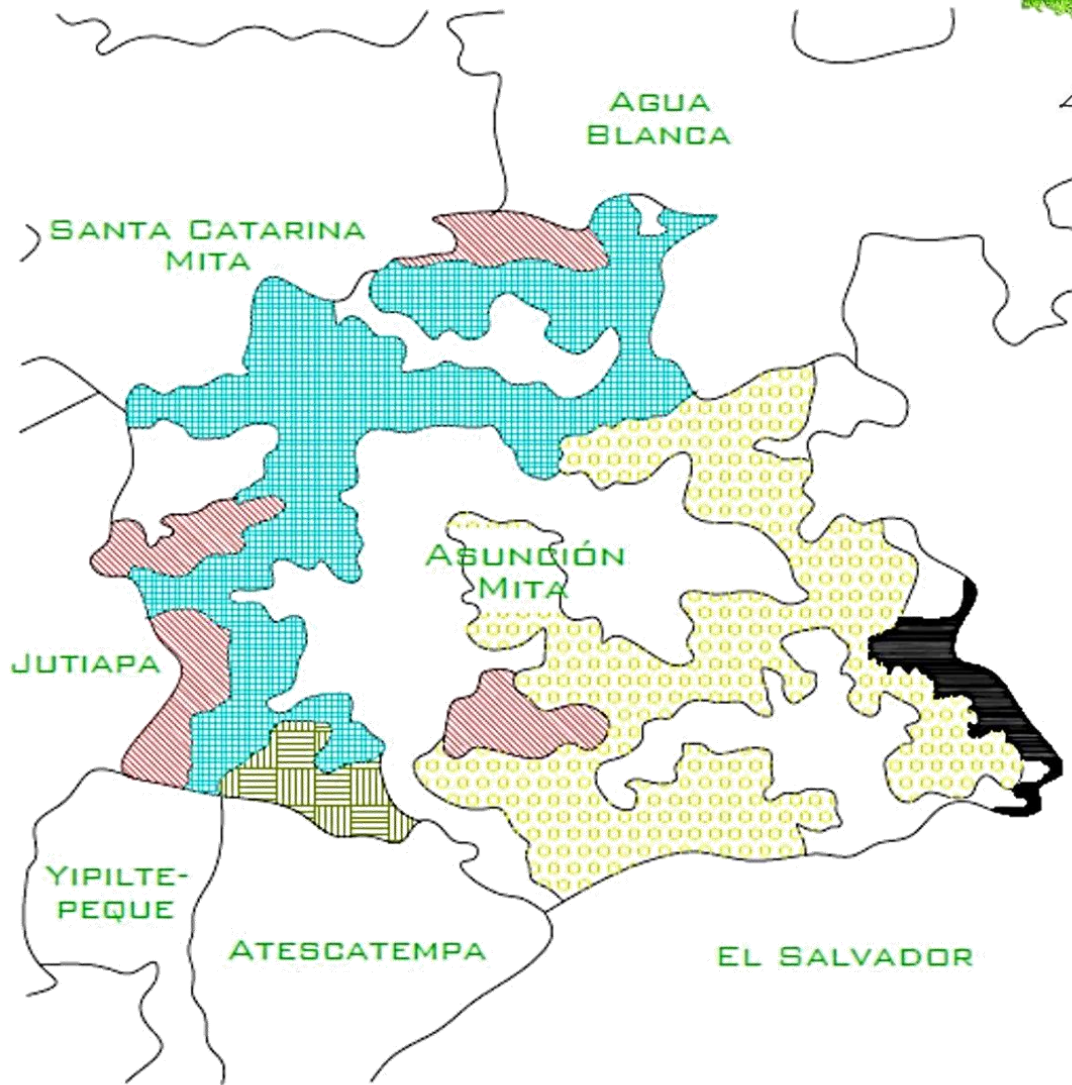 AGUA
BLANCA
SANTA CATARINA
MITA
ASUNCIÓN
MITA
JUTIAPA
YIPILTE-
PEQUE
ATESCATEMPA
EL SALVADOR